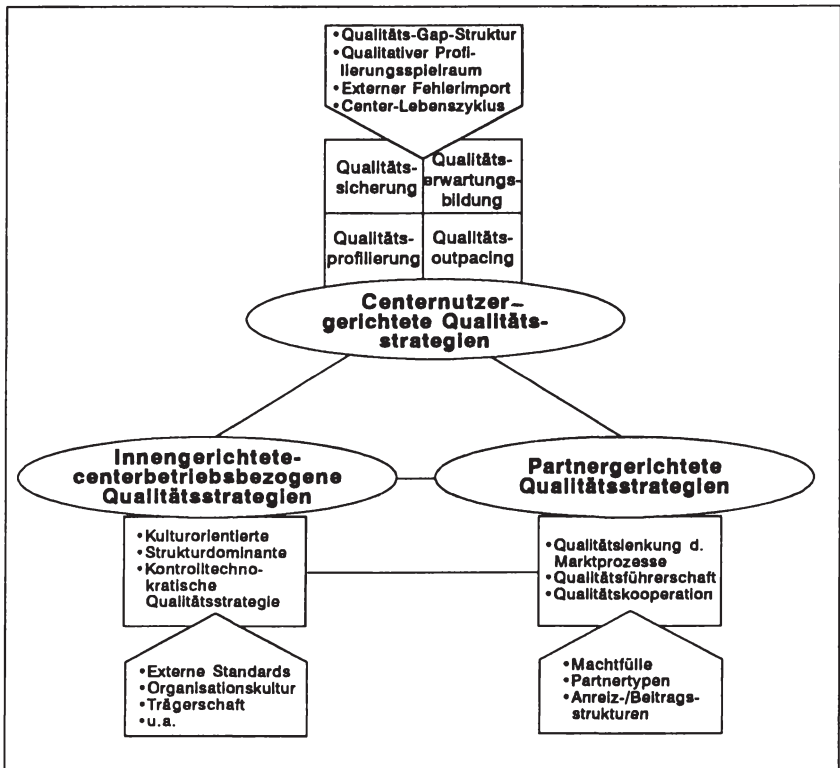 •Qualitäts-Gap-Struktur
•Qualitativer Profi-
lierungsspielraum
•Externer Fehlerimport
•Center-Lebenszyklus
Qualitäts-
sicherung
Qualitäts-
erwartungs-
bildung
Qualitäts-
profilierung
Qualitäts-
outpacing
Centernutzer-
gerichtete Qualitäts-
strategien
Innengerichtete-
centerbetriebsbezogene
Qualitätsstrategien
Partnergerichtete
Qualitätsstrategien
•Kulturorientierte
•Strukturdominante
•Kontrolltechno-
kratische
Qualitätsstrategie
•Qualitätslenkung d.
Marktprozesse
•Qualitätsführerschaft
•Qualitätskooperation
•Externe Standards
•Organisationskultur
•Trägerschaft
•u.a.
•Machtfülle
•Partnertypen
•Anreiz-/Beitrags-
strukturen